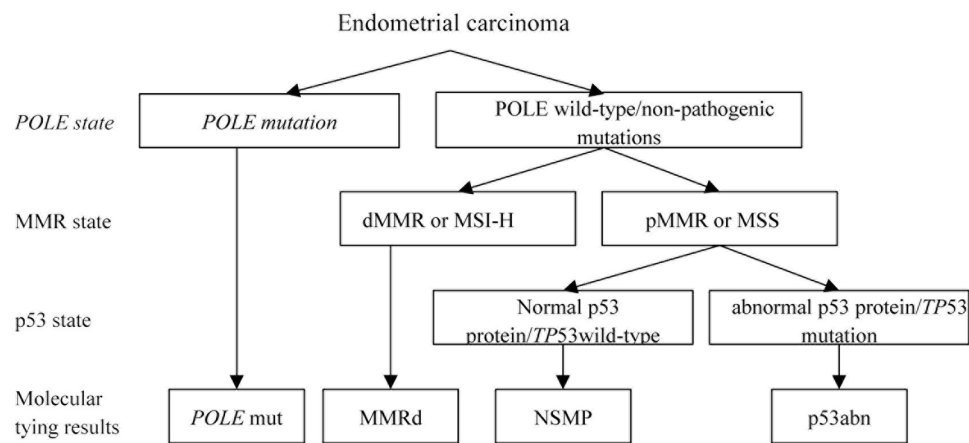 Endometrial carcinoma
POLE state
POLE mutation
POLE wild-type/non-pathogenic
mutations
MMR state
dMMR or MSI-H
pMMR or MSS
p53 state
Normal p53
protein/TP53wild-type
abnormal p53 protein/TP53
mutation
Molecular
tying results
POLE mut
MMRd
NSMP
p53abn